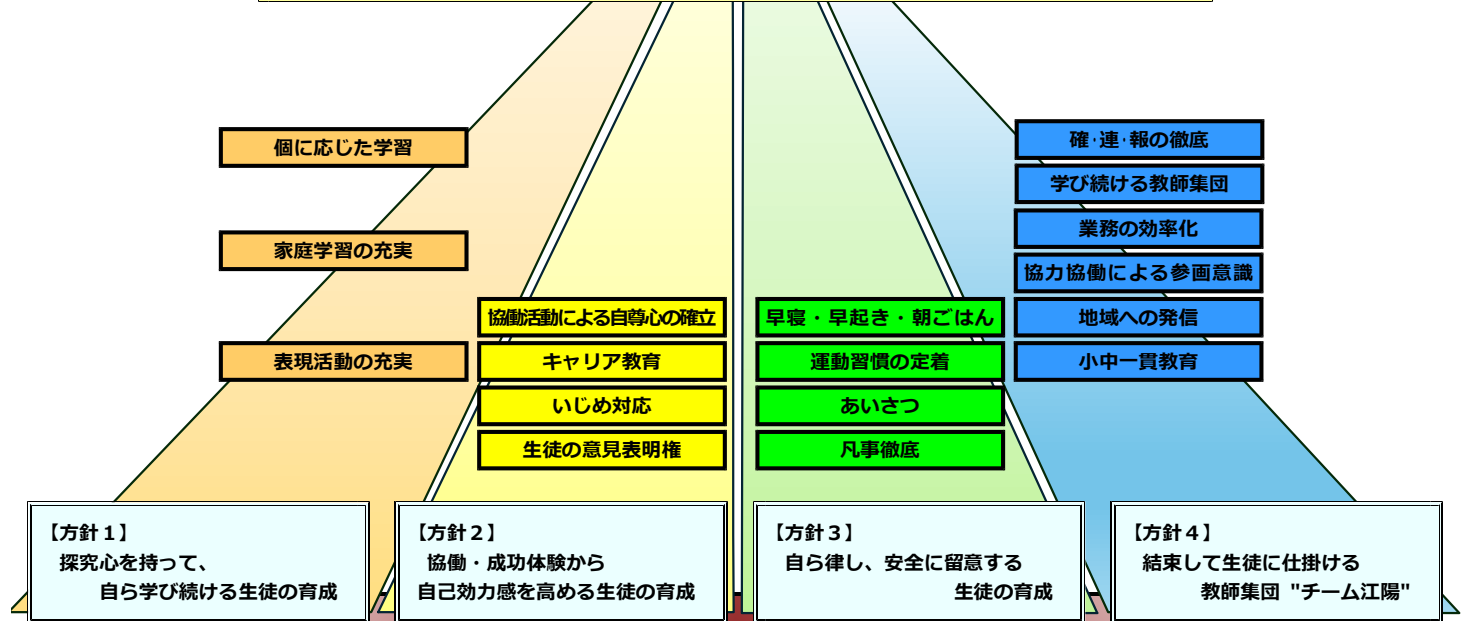 個に応じた学習
家庭学習の充実
表現活動の充実
協働活動による自尊心の確立
キャリア教育
いじめ対応
生徒の意見表明権
早寝・早起き・朝ごはん
運動習慣の定着
あいさつ
凡事徹底
確･連･報の徹底
学び続ける教師集団
業務の効率化
協力協働による参画意識
地域への発信
小中一貫教育
【方針１】
探究心を持って、
自ら学び続ける生徒の育成
【方針２】
協働・成功体験から
自己効力感を高める生徒の育成
【方針３】
自ら律し、安全に留意する
生徒の育成
【方針４】
結束して生徒に仕掛ける
教師集団 "チーム江陽"